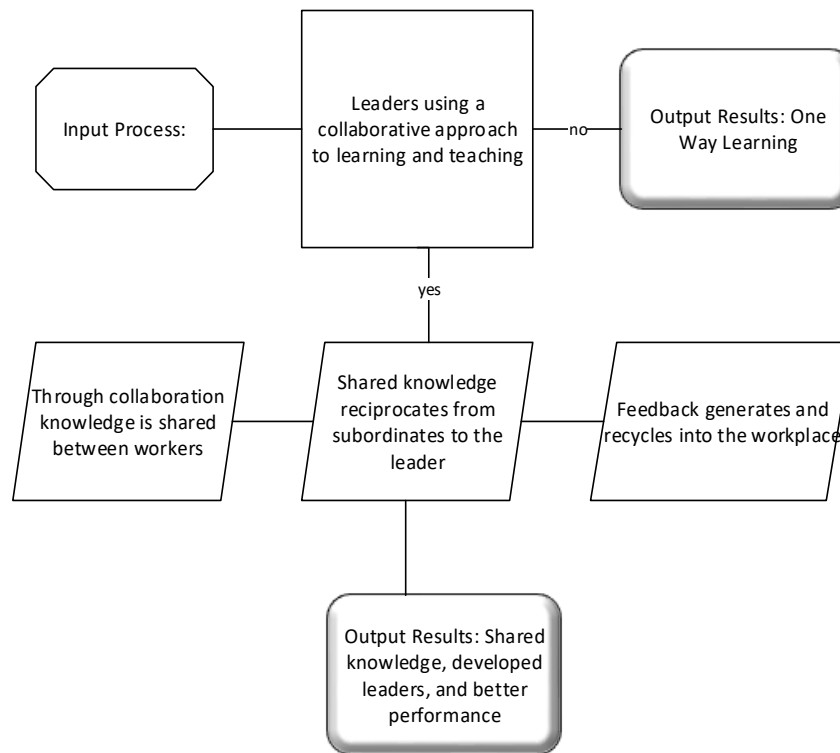 Input Process:
Leaders using a
collaborative approach
to learning and teaching
no
Output Results: One
Way Learning
yes
Through collaboration
knowledge is shared
between workers
Shared knowledge
reciprocates from
subordinates to the
leader
Feedback generates and
recycles into the workplace
Output Results: Shared
knowledge, developed
leaders, and better
performance